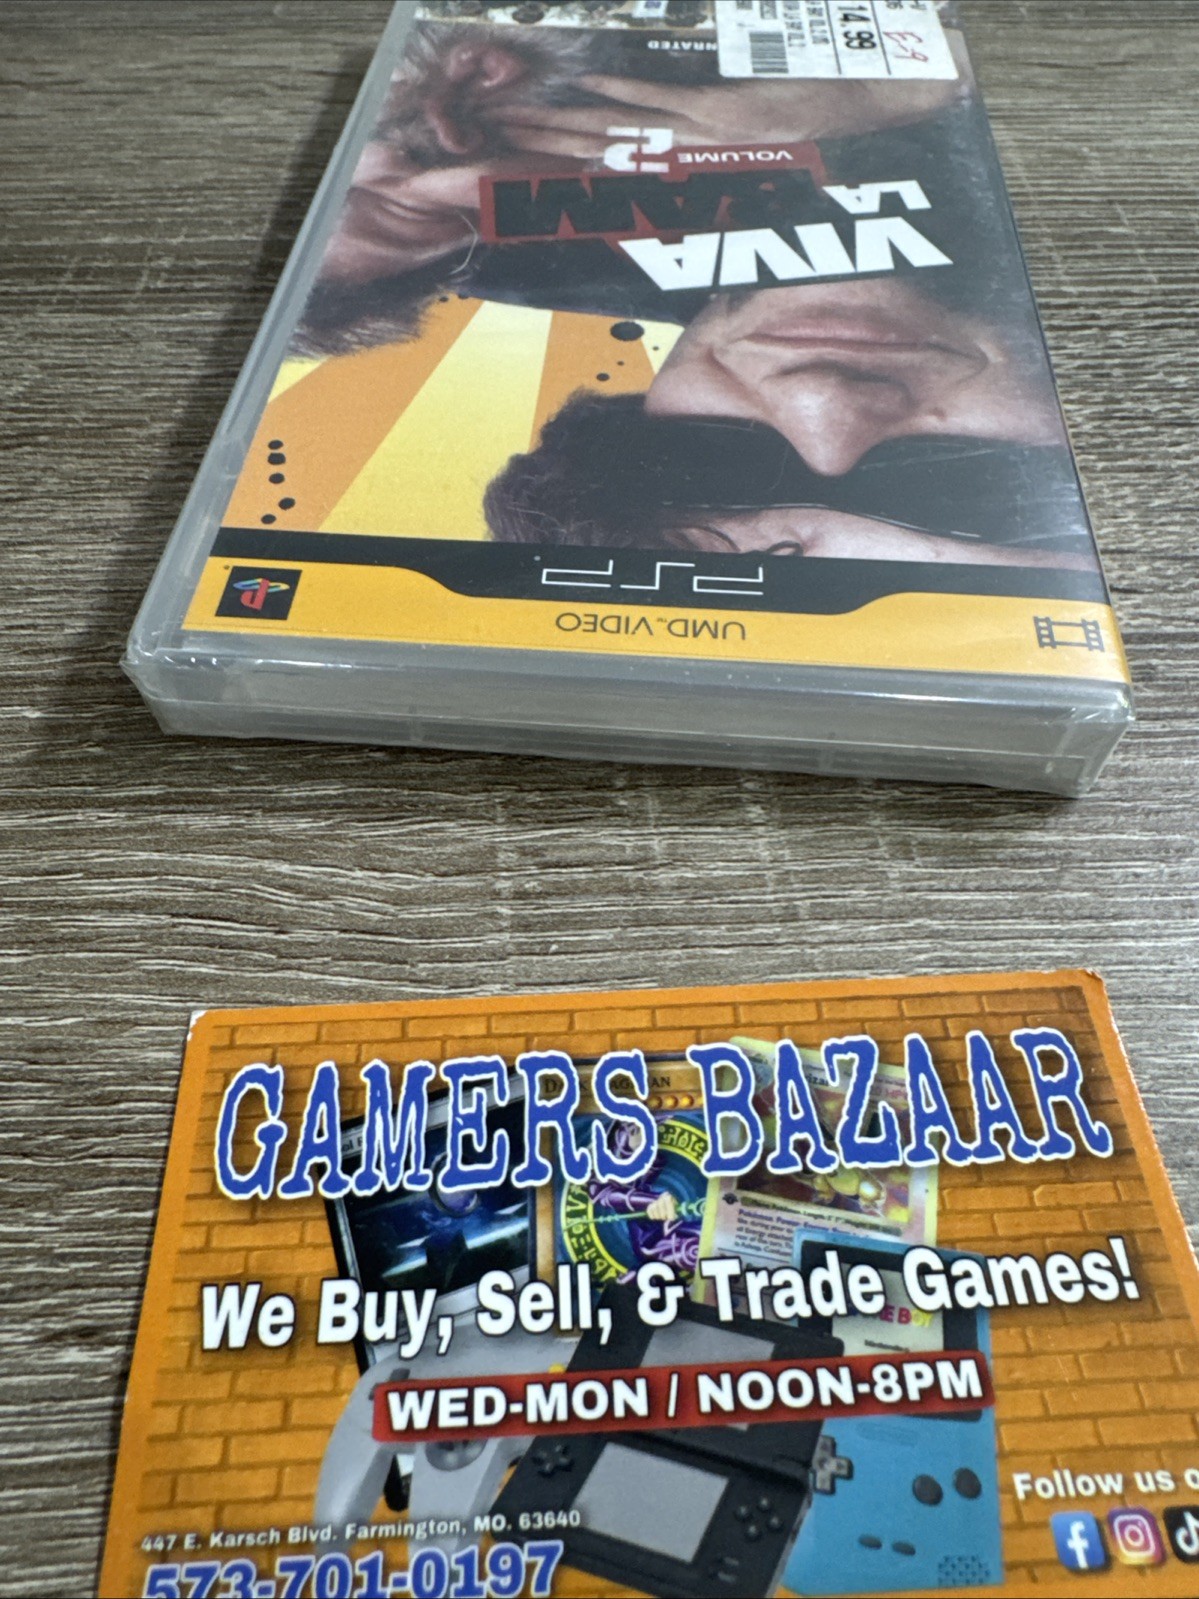 14.99
E-9
UNRATED
VIVA
LA
BAM
VOLUME 2
PSP
UMD VIDEO
GAMERS BAZAAR
We Buy, Sell, & Trade Games!
WED-MON / NOON-8PM
Follow us
447 E. Karsch Blvd. Farmington, MO. 63640
573-701-0197